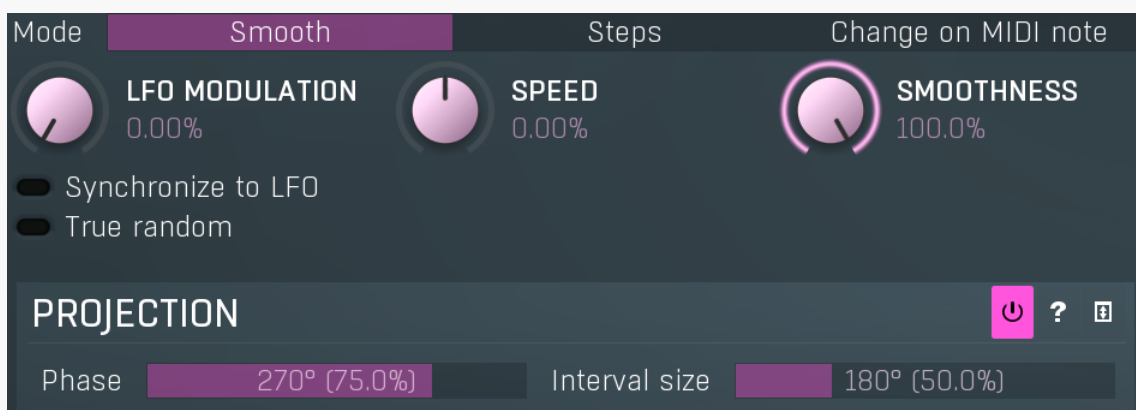 Mode Smooth Steps Change on MIDI note
LFO MODULATION SPEED SMOOTHNESS
0.00% 0.00% 100.0%
Synchronize to LFO
True random
PROJECTION ?
Phase 270° (75.0%) Interval size 180° (50.0%)